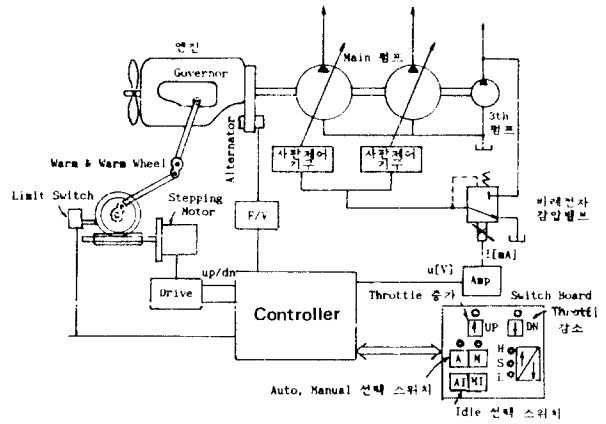 엔진
Governor
Main 펌프
3th
펌프
Alternator
사판제어
기구
사판제어
기구
Warm & Warm Wheel
Limit Switch
Stepping
Motor
F/V
비례전자
감압밸브
I[mA]
u[V]
Amp
up/dn
Drive
Controller
Throttle 증가
Switch Board
Throttle
감소
UP
DN
A
M
H
S
L
AI
MI
Auto, Manual 선택 스위치
Idle 선택 스위치